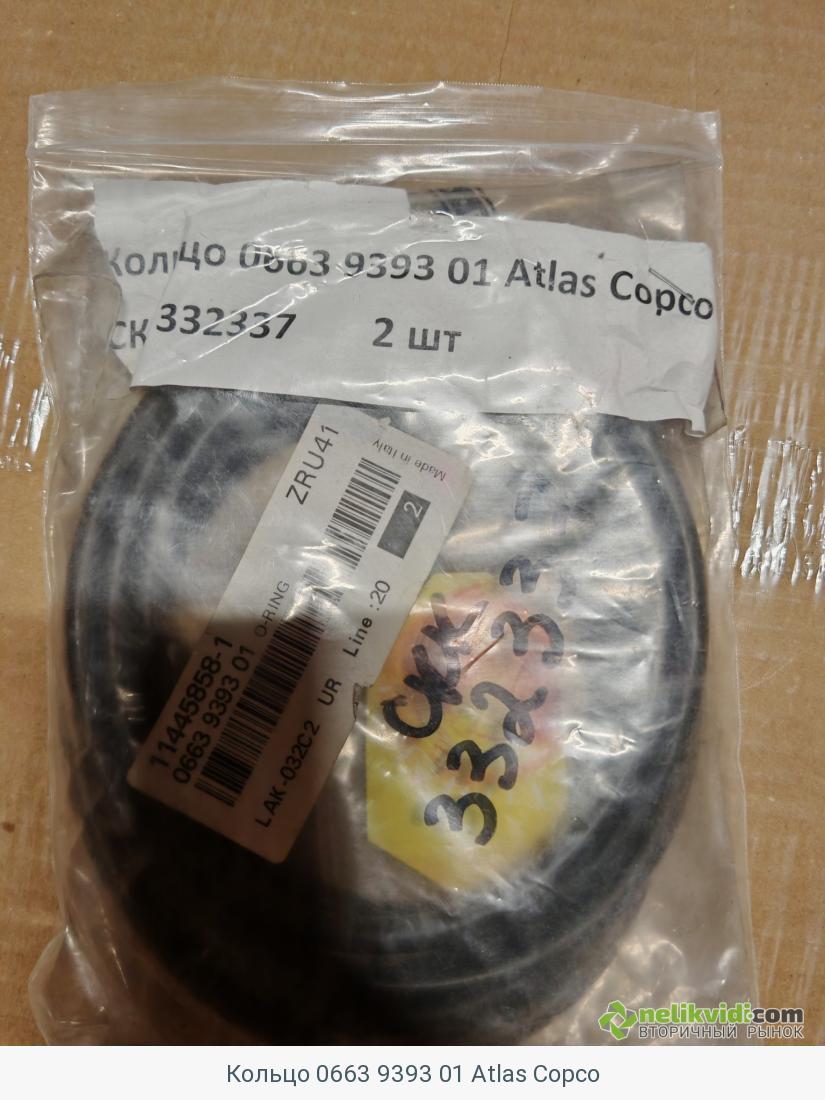 Кольцо 0663 9393 01 Atlas Copco
СК 332337 2 шт
ZRU41
Made in Italy
2
11445858-1
0663 9393 01 O-RING
LAK-032C2 UR Line :20
СКК
332337
nelikvidi.com
ВТОРИЧНЫЙ РЫНОК
Кольцо 0663 9393 01 Atlas Copco